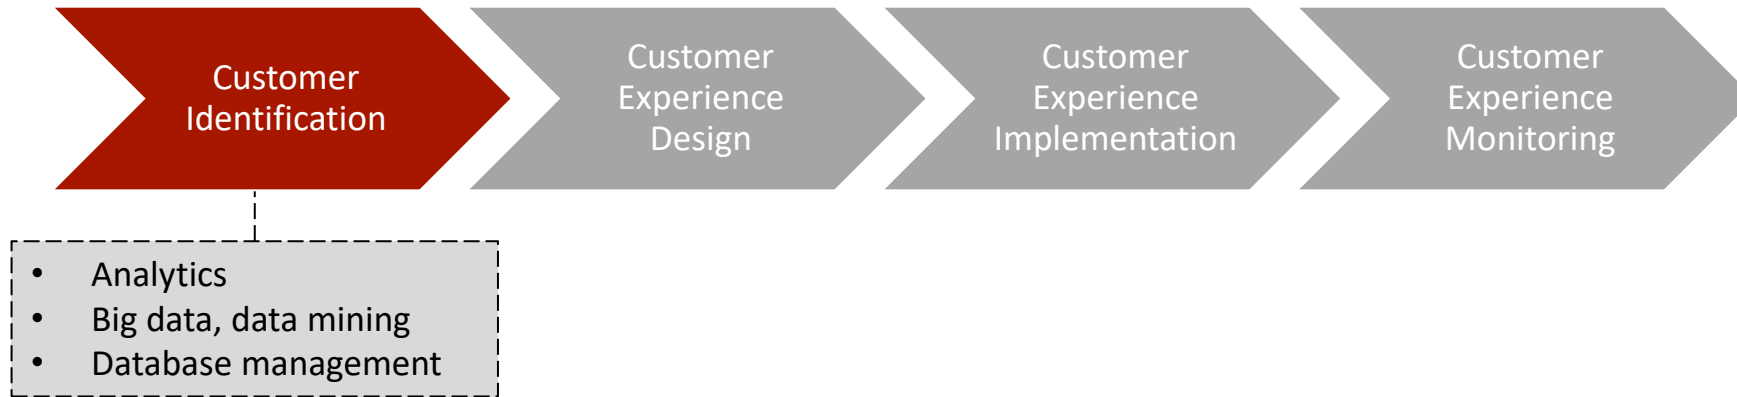 Customer
Identification
Customer
Experience
Design
Customer
Experience
Implementation
Customer
Experience
Monitoring
• Analytics
• Big data, data mining
• Database management